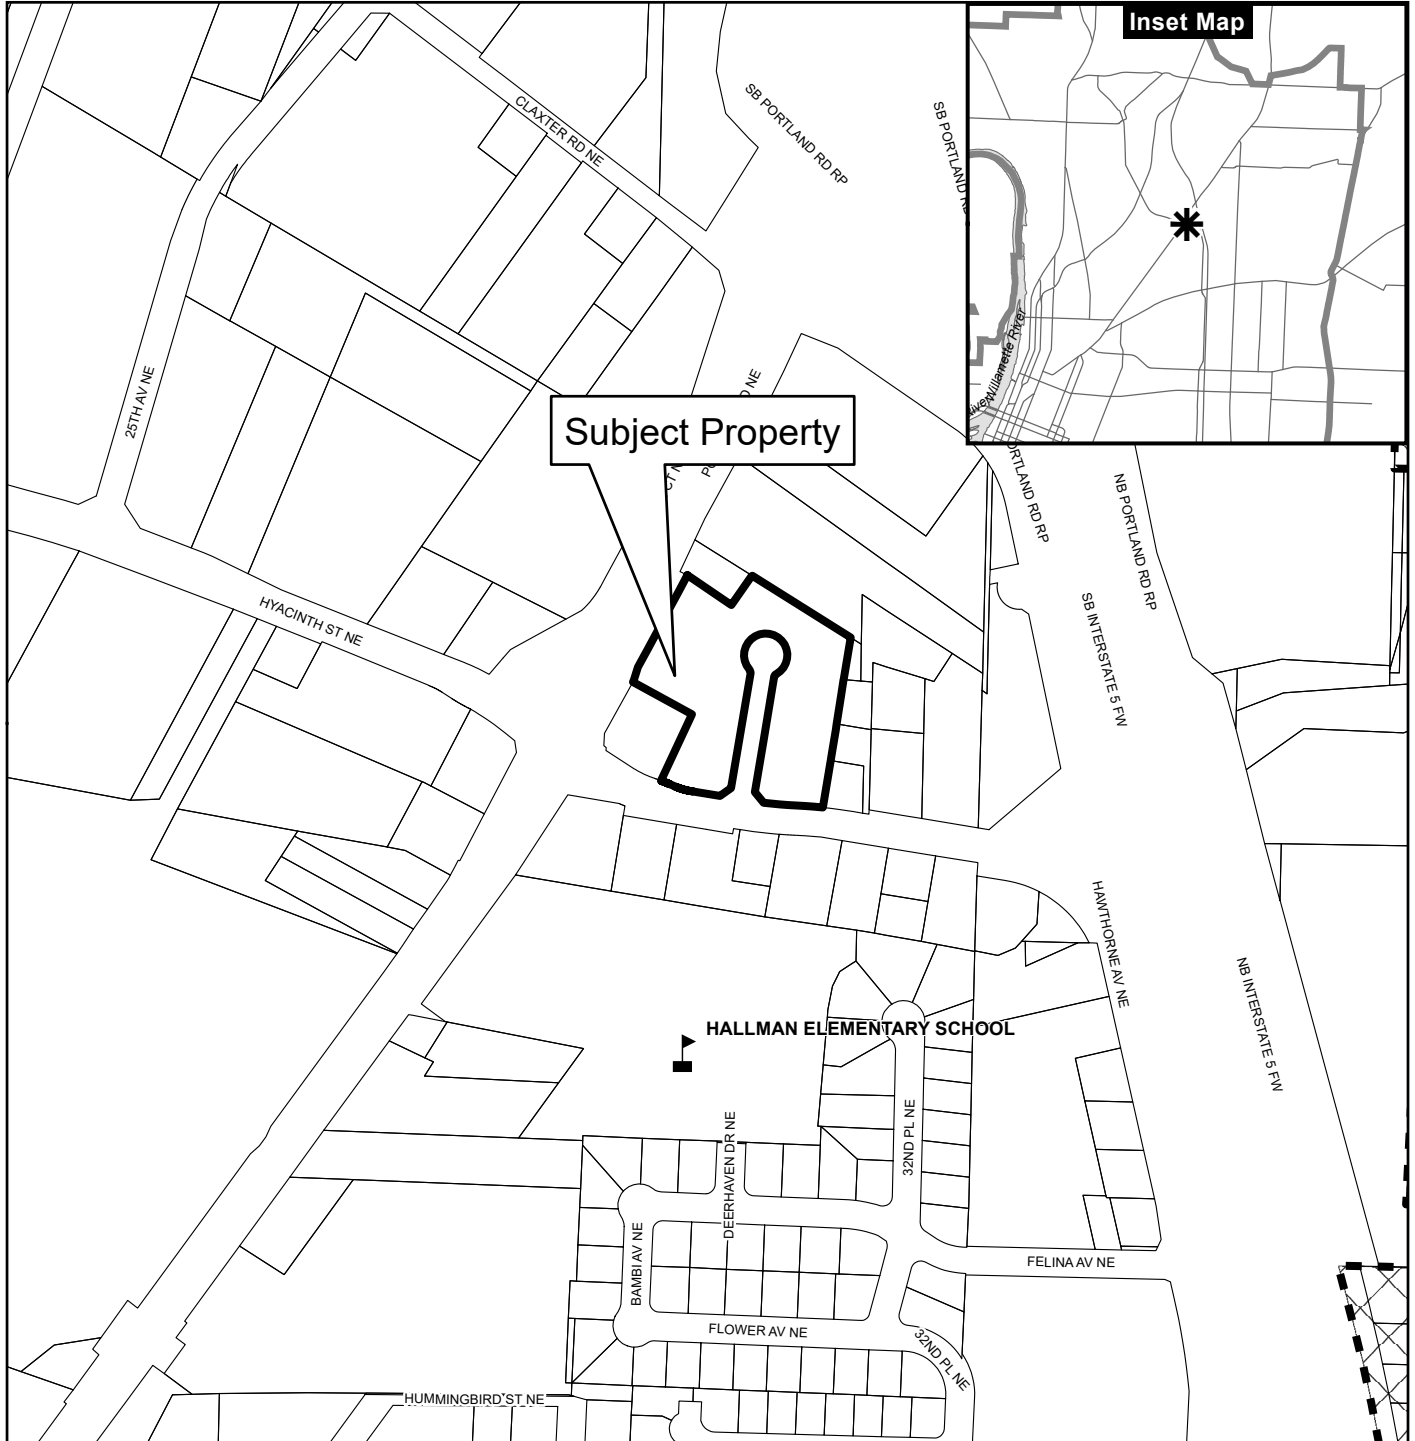 Inset Map
CLAXTER RD NE
SB PORTLAND RD RP
SB PORTLAND
25TH AV NE
Willamette River
Subject Property
PORTLAND RD RP
NB PORTLAND RD RP
HYACINTH ST NE
SB INTERSTATE 5 FW
HAWTHORNE AV NE
NB INTERSTATE 5 FW
HALLMAN ELEMENTARY SCHOOL
32ND PL NE
DEERHAVEN DR NE
BAMBI AV NE
FELINA AV NE
FLOWER AV NE
32ND PL NE
HUMMINGBIRD ST NE